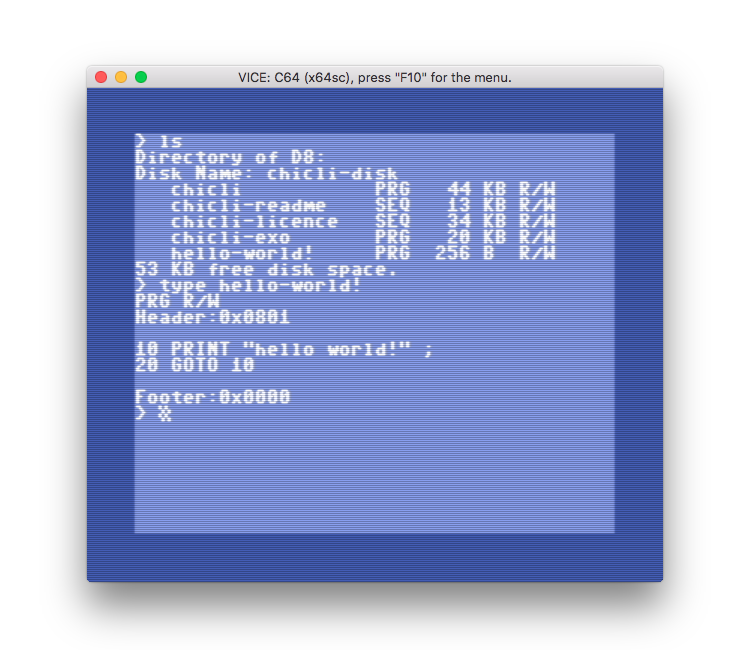 VICE: C64 (x64sc), press "F10" for the menu.
> ls
Directory of D8:
Disk Name: chicli-disk
chicli PRG 44 KB R/W
chicli-readme SEQ 13 KB R/W
chicli-licence SEQ 34 KB R/W
chicli-exo PRG 20 KB R/W
hello-world! PRG 256 B R/W
53 KB free disk space.
> type hello-world!
PRG R/W
Header:0x0801
10 PRINT "hello world!" ;
20 GOTO 10
Footer:0x0000
>